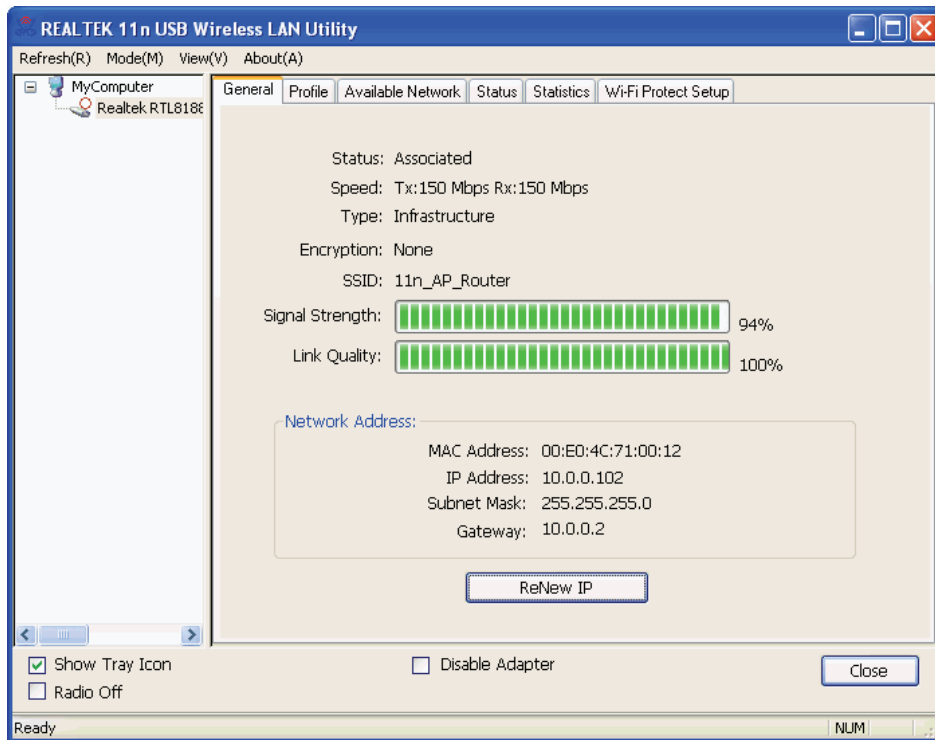 REALTEK 11n USB Wireless LAN Utility
Refresh(R) Mode(M) View(V) About(A)
MyComputer
Realtek RTL8188
General Profile Available Network Status Statistics Wi-Fi Protect Setup
Status: Associated
Speed: Tx:150 Mbps Rx:150 Mbps
Type: Infrastructure
Encryption: None
SSID: 11n_AP_Router
Signal Strength: 94%
Link Quality: 100%
Network Address:
MAC Address: 00:E0:4C:71:00:12
IP Address: 10.0.0.102
Subnet Mask: 255.255.255.0
Gateway: 10.0.0.2
ReNew IP
Show Tray Icon
Radio Off
Disable Adapter
Close
Ready
NUM